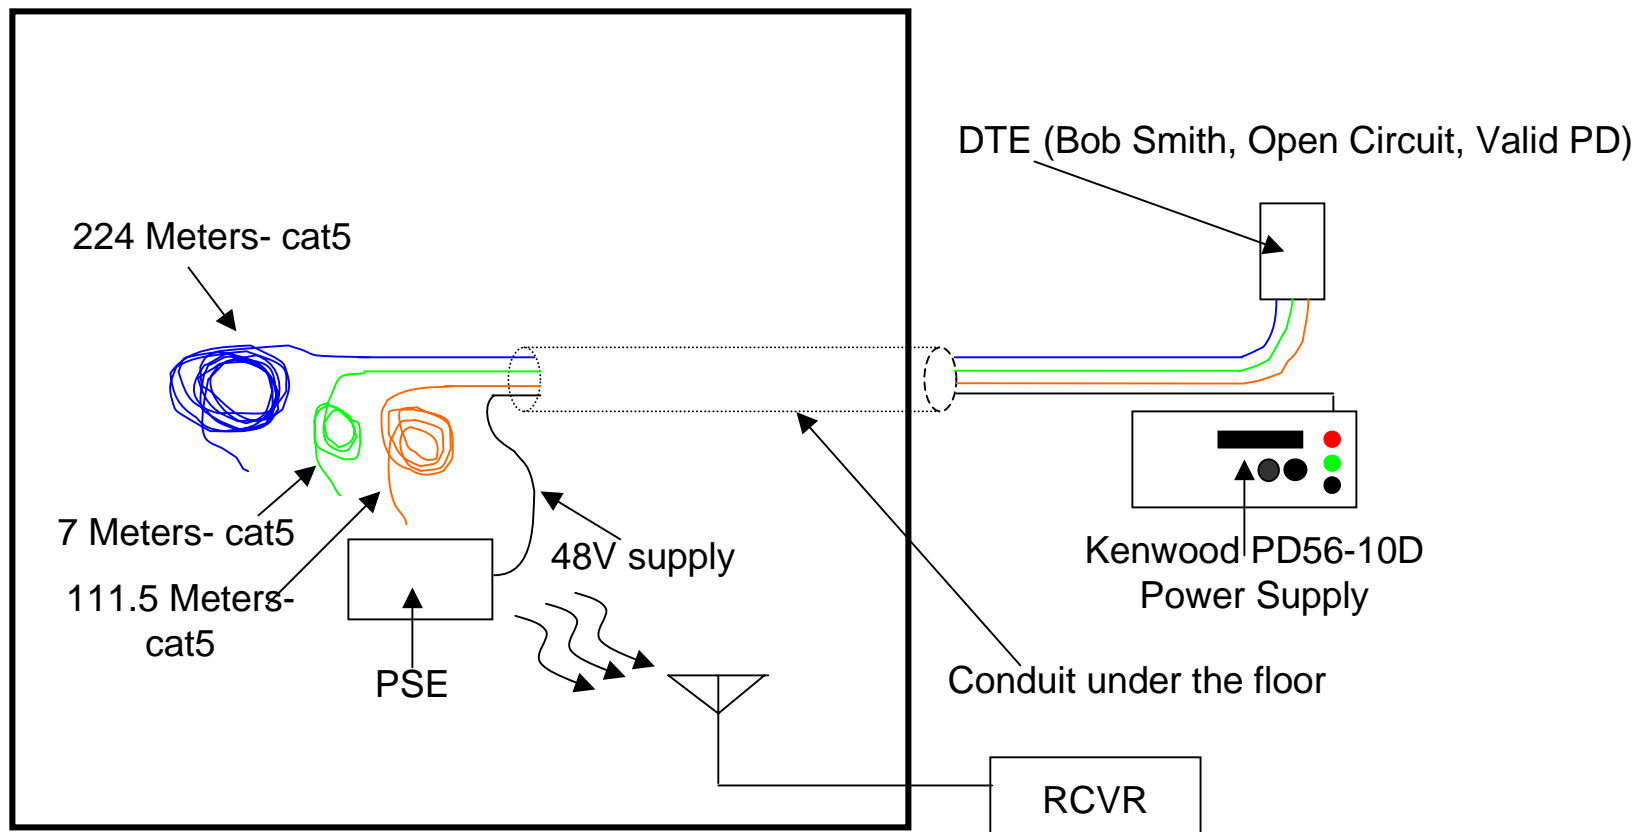 DTE (Bob Smith, Open Circuit, Valid PD)
224 Meters- cat5
7 Meters- cat5
48V supply
Kenwood PD56-10D
Power Supply
111.5 Meters-
cat5
PSE
Conduit under the floor
RCVR